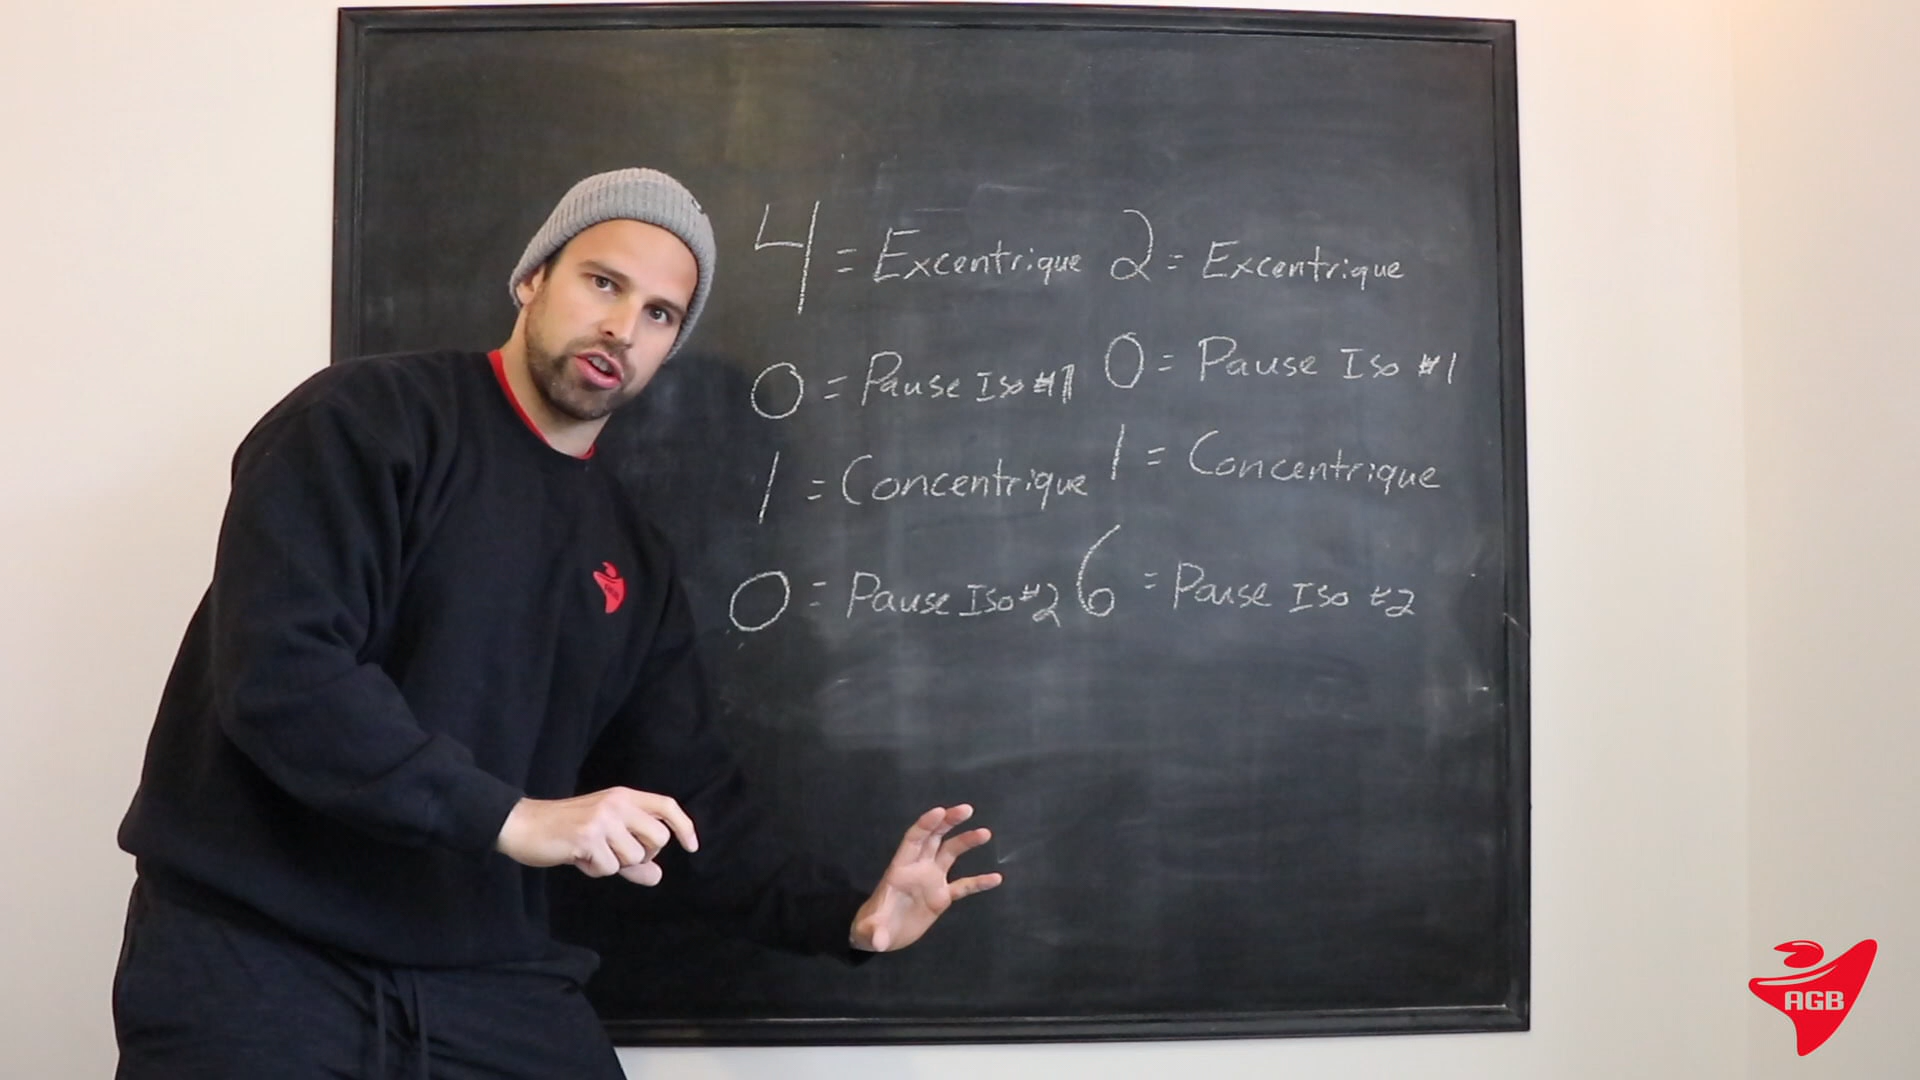 4 = Excentrique 2 = Excentrique
0 = Pause Iso #1 0 = Pause Iso #1
1 = Concentrique 1 = Concentrique
0 = Pause Iso #2 6 = Pause Iso #2
AGB
AGB